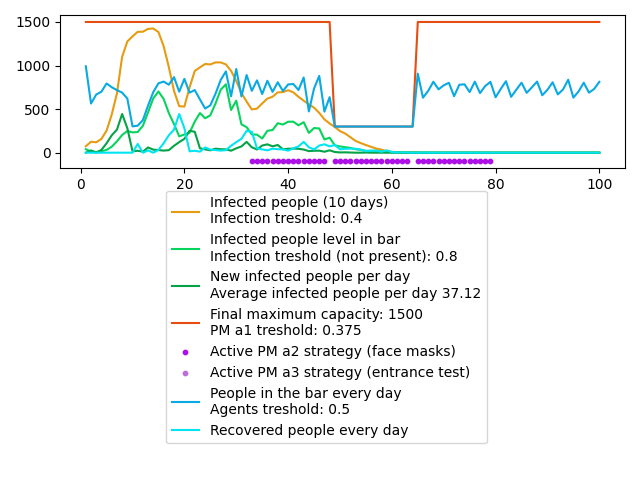 1500
1000
500
0
0
20
40
60
80
100
Infected people (10 days)
Infection treshold: 0.4
Infected people level in bar
Infection treshold (not present): 0.8
New infected people per day
Average infected people per day 37.12
Final maximum capacity: 1500
PM a1 treshold: 0.375
Active PM a2 strategy (face masks)
Active PM a3 strategy (entrance test)
People in the bar every day
Agents treshold: 0.5
Recovered people every day